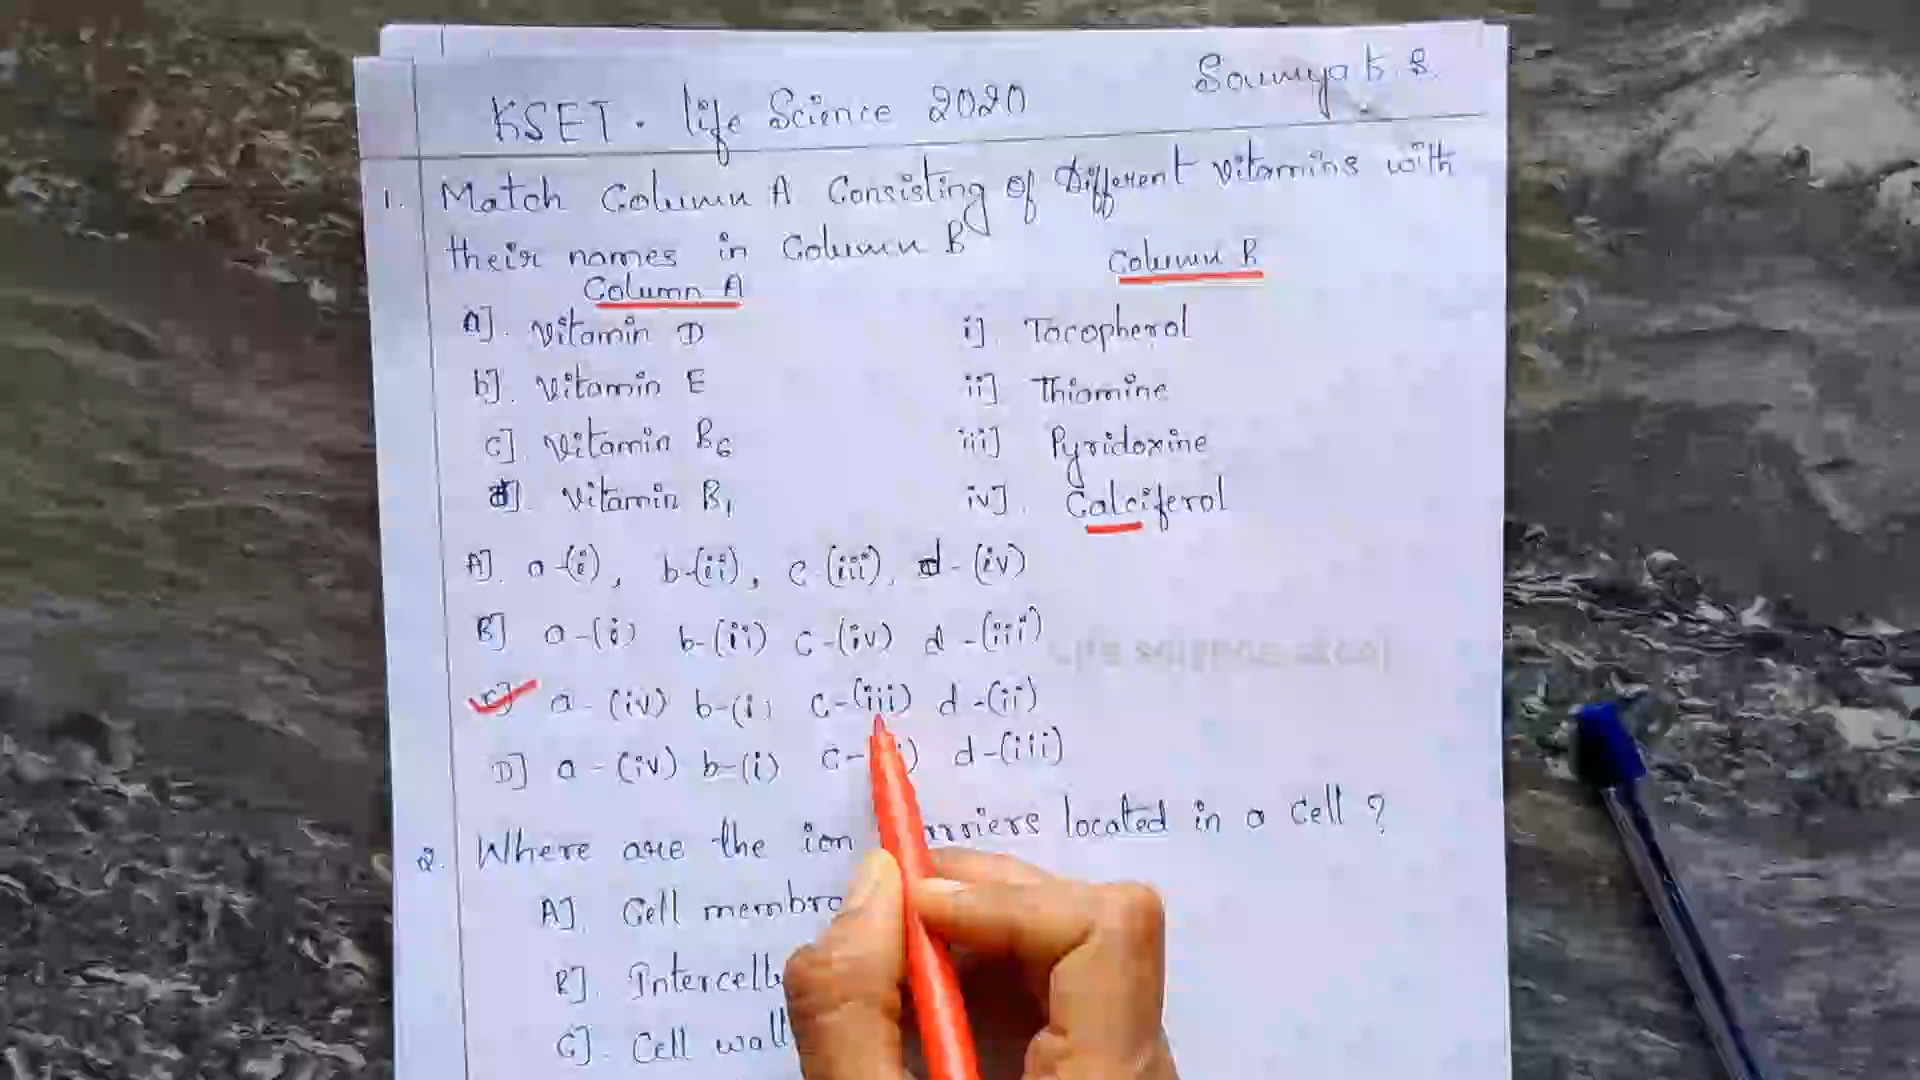 Soumya K. S.
KSET. life Science 2020
1. Match Column A Consisting of Different Vitamins with
their names in Column B
Column A Column B
a]. Vitamin D i] Tocopherol
b]. Vitamin E ii] Thiamine
c]. Vitamin B6 iii] Pyridoxine
d]. Vitamin B1 iv]. Calciferol
A]. a-(i), b-(ii), c-(iii), d-(iv)
B] a-(i) b-(ii) c-(iv) d-(iii)
C] a-(iv) b-(i) c-(iii) d-(ii)
D] a-(iv) b-(i) c- d-(iii)
2. Where are the ion located in a cell ?
A]. Cell
B].
C]. Cell wall